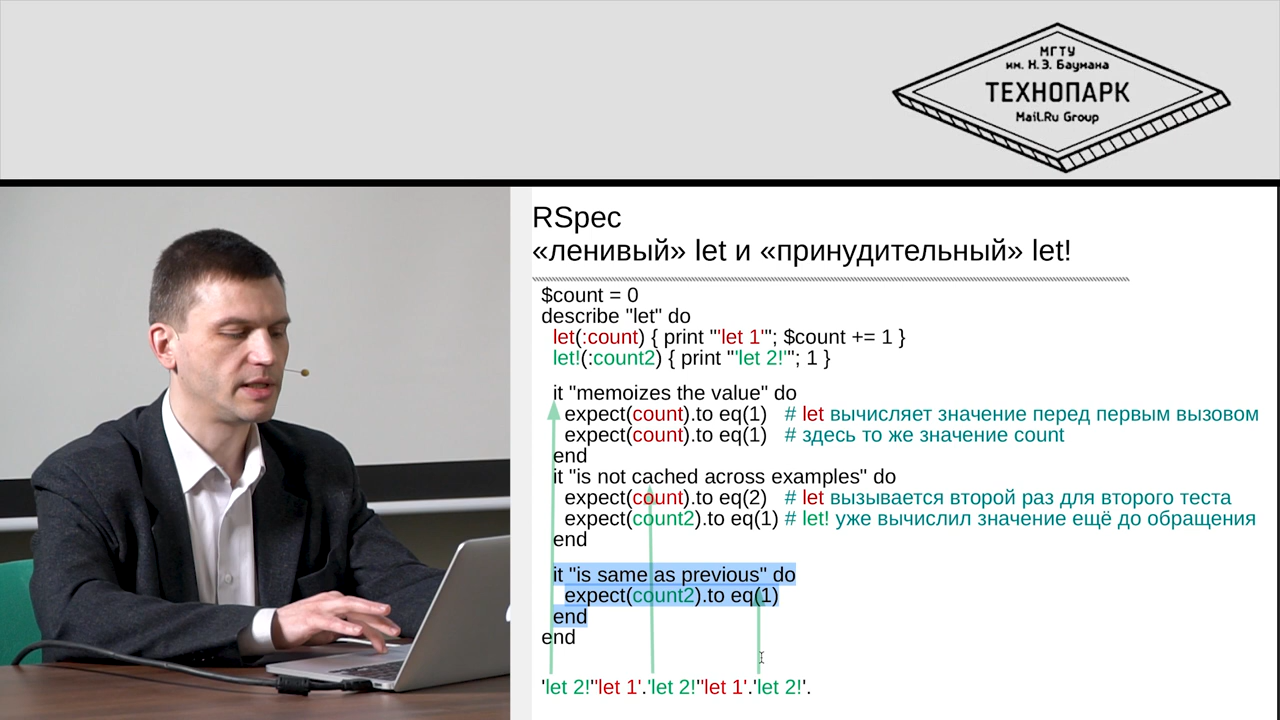 МГТУ
им. Н.Э. Баумана
ТЕХНОПАРК
Mail.Ru Group
RSpec
«ленивый» let и «принудительный» let!
$count = 0
describe "let" do
let(:count) { print "'let 1'"; $count += 1 }
let!(:count2) { print "'let 2!'"; 1 }
it "memoizes the value" do
expect(count).to eq(1) # let вычисляет значение перед первым вызовом
expect(count).to eq(1) # здесь то же значение count
end
it "is not cached across examples" do
expect(count).to eq(2) # let вызывается второй раз для второго теста
expect(count2).to eq(1) # let! уже вычислил значение ещё до обращения
end
it "is same as previous" do
expect(count2).to eq(1)
end
end
'let 2!''let 1'.'let 2!''let 1'.'let 2!'.